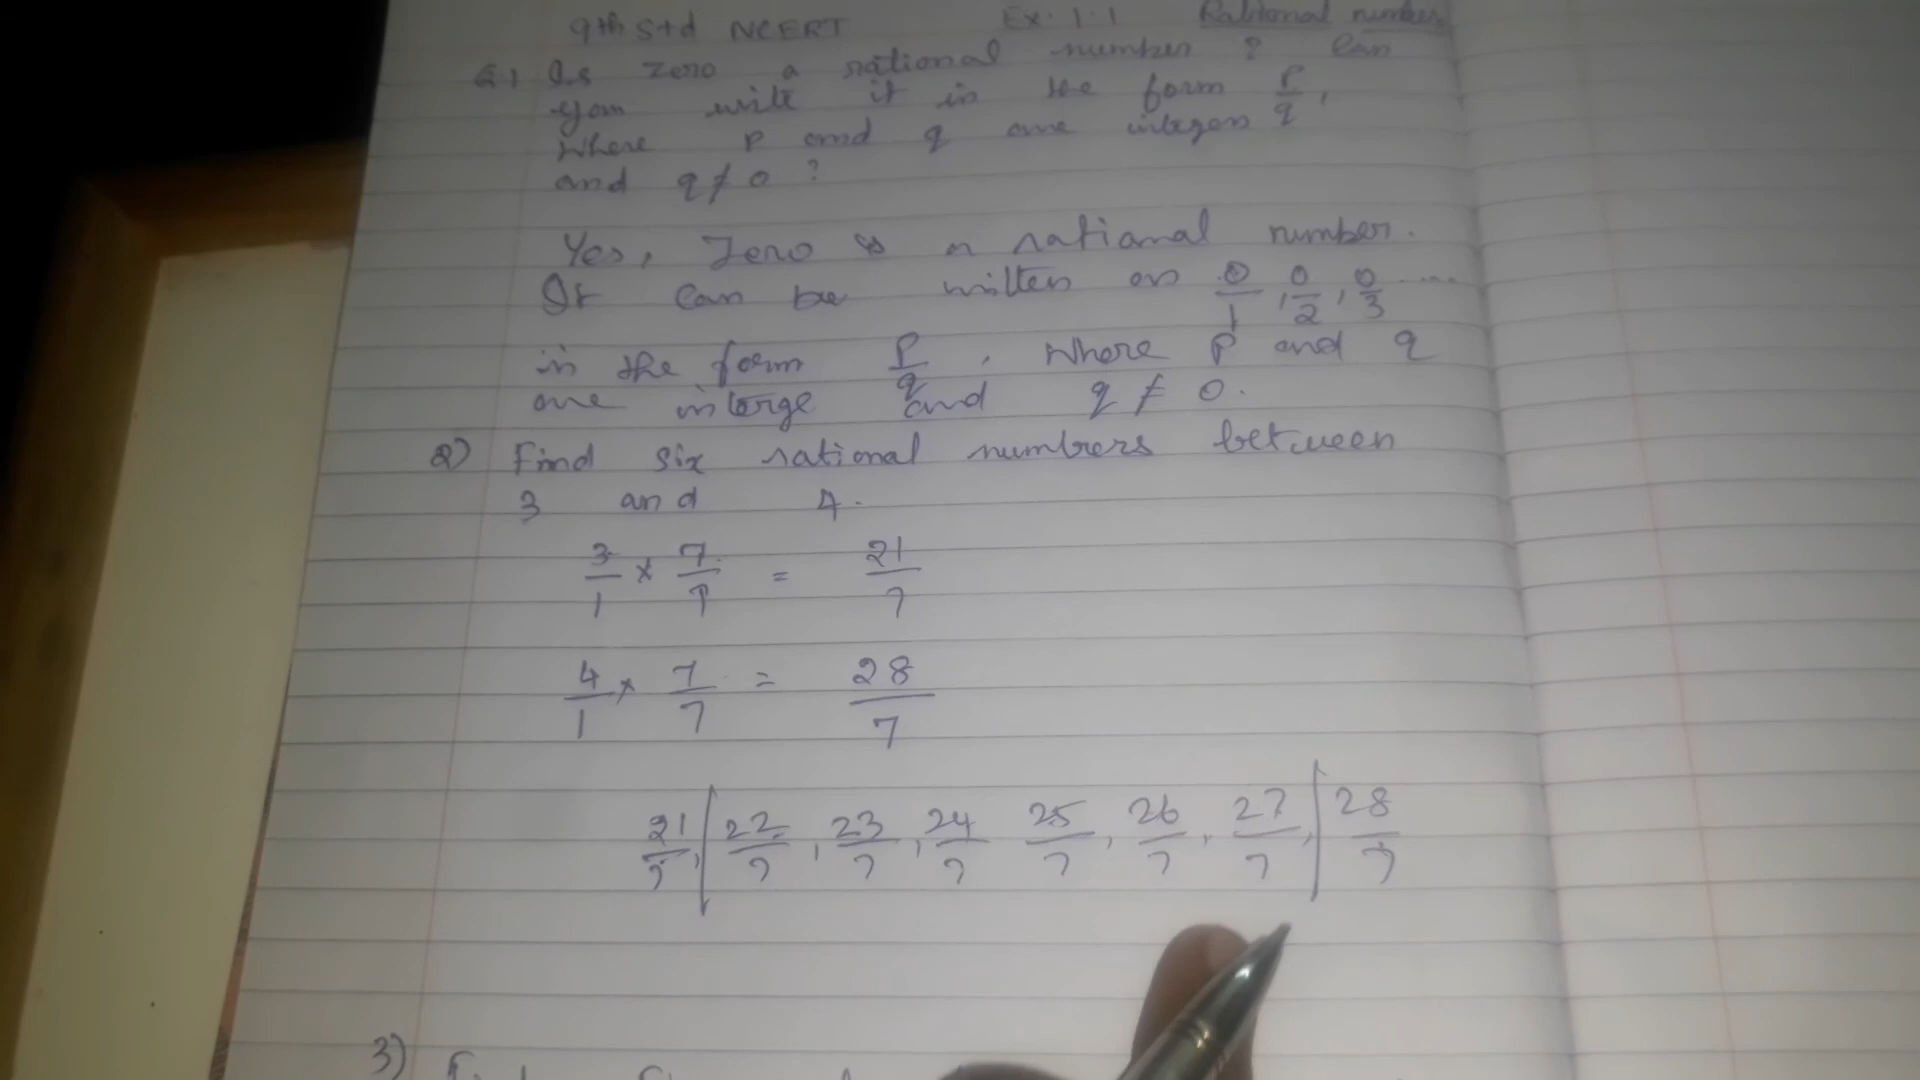 9th Std NCERT Ex. 1.1 Rational number
Q.1 Is zero a rational number ? Can
you write it in the form P/q,
where P and q are integers
and q ≠ 0 ?
Yes, Zero is a rational number.
It can be written as 0/1, 0/2, 0/3 ....
in the form P/q, where P and q
are interge and q ≠ 0.
2) Find six rational numbers between
3 and 4.
3/1 × 7/7 = 21/7
4/1 × 7/7 = 28/7
21/7, | 22/7, 23/7, 24/7 25/7, 26/7, 27/7, | 28/7
3)